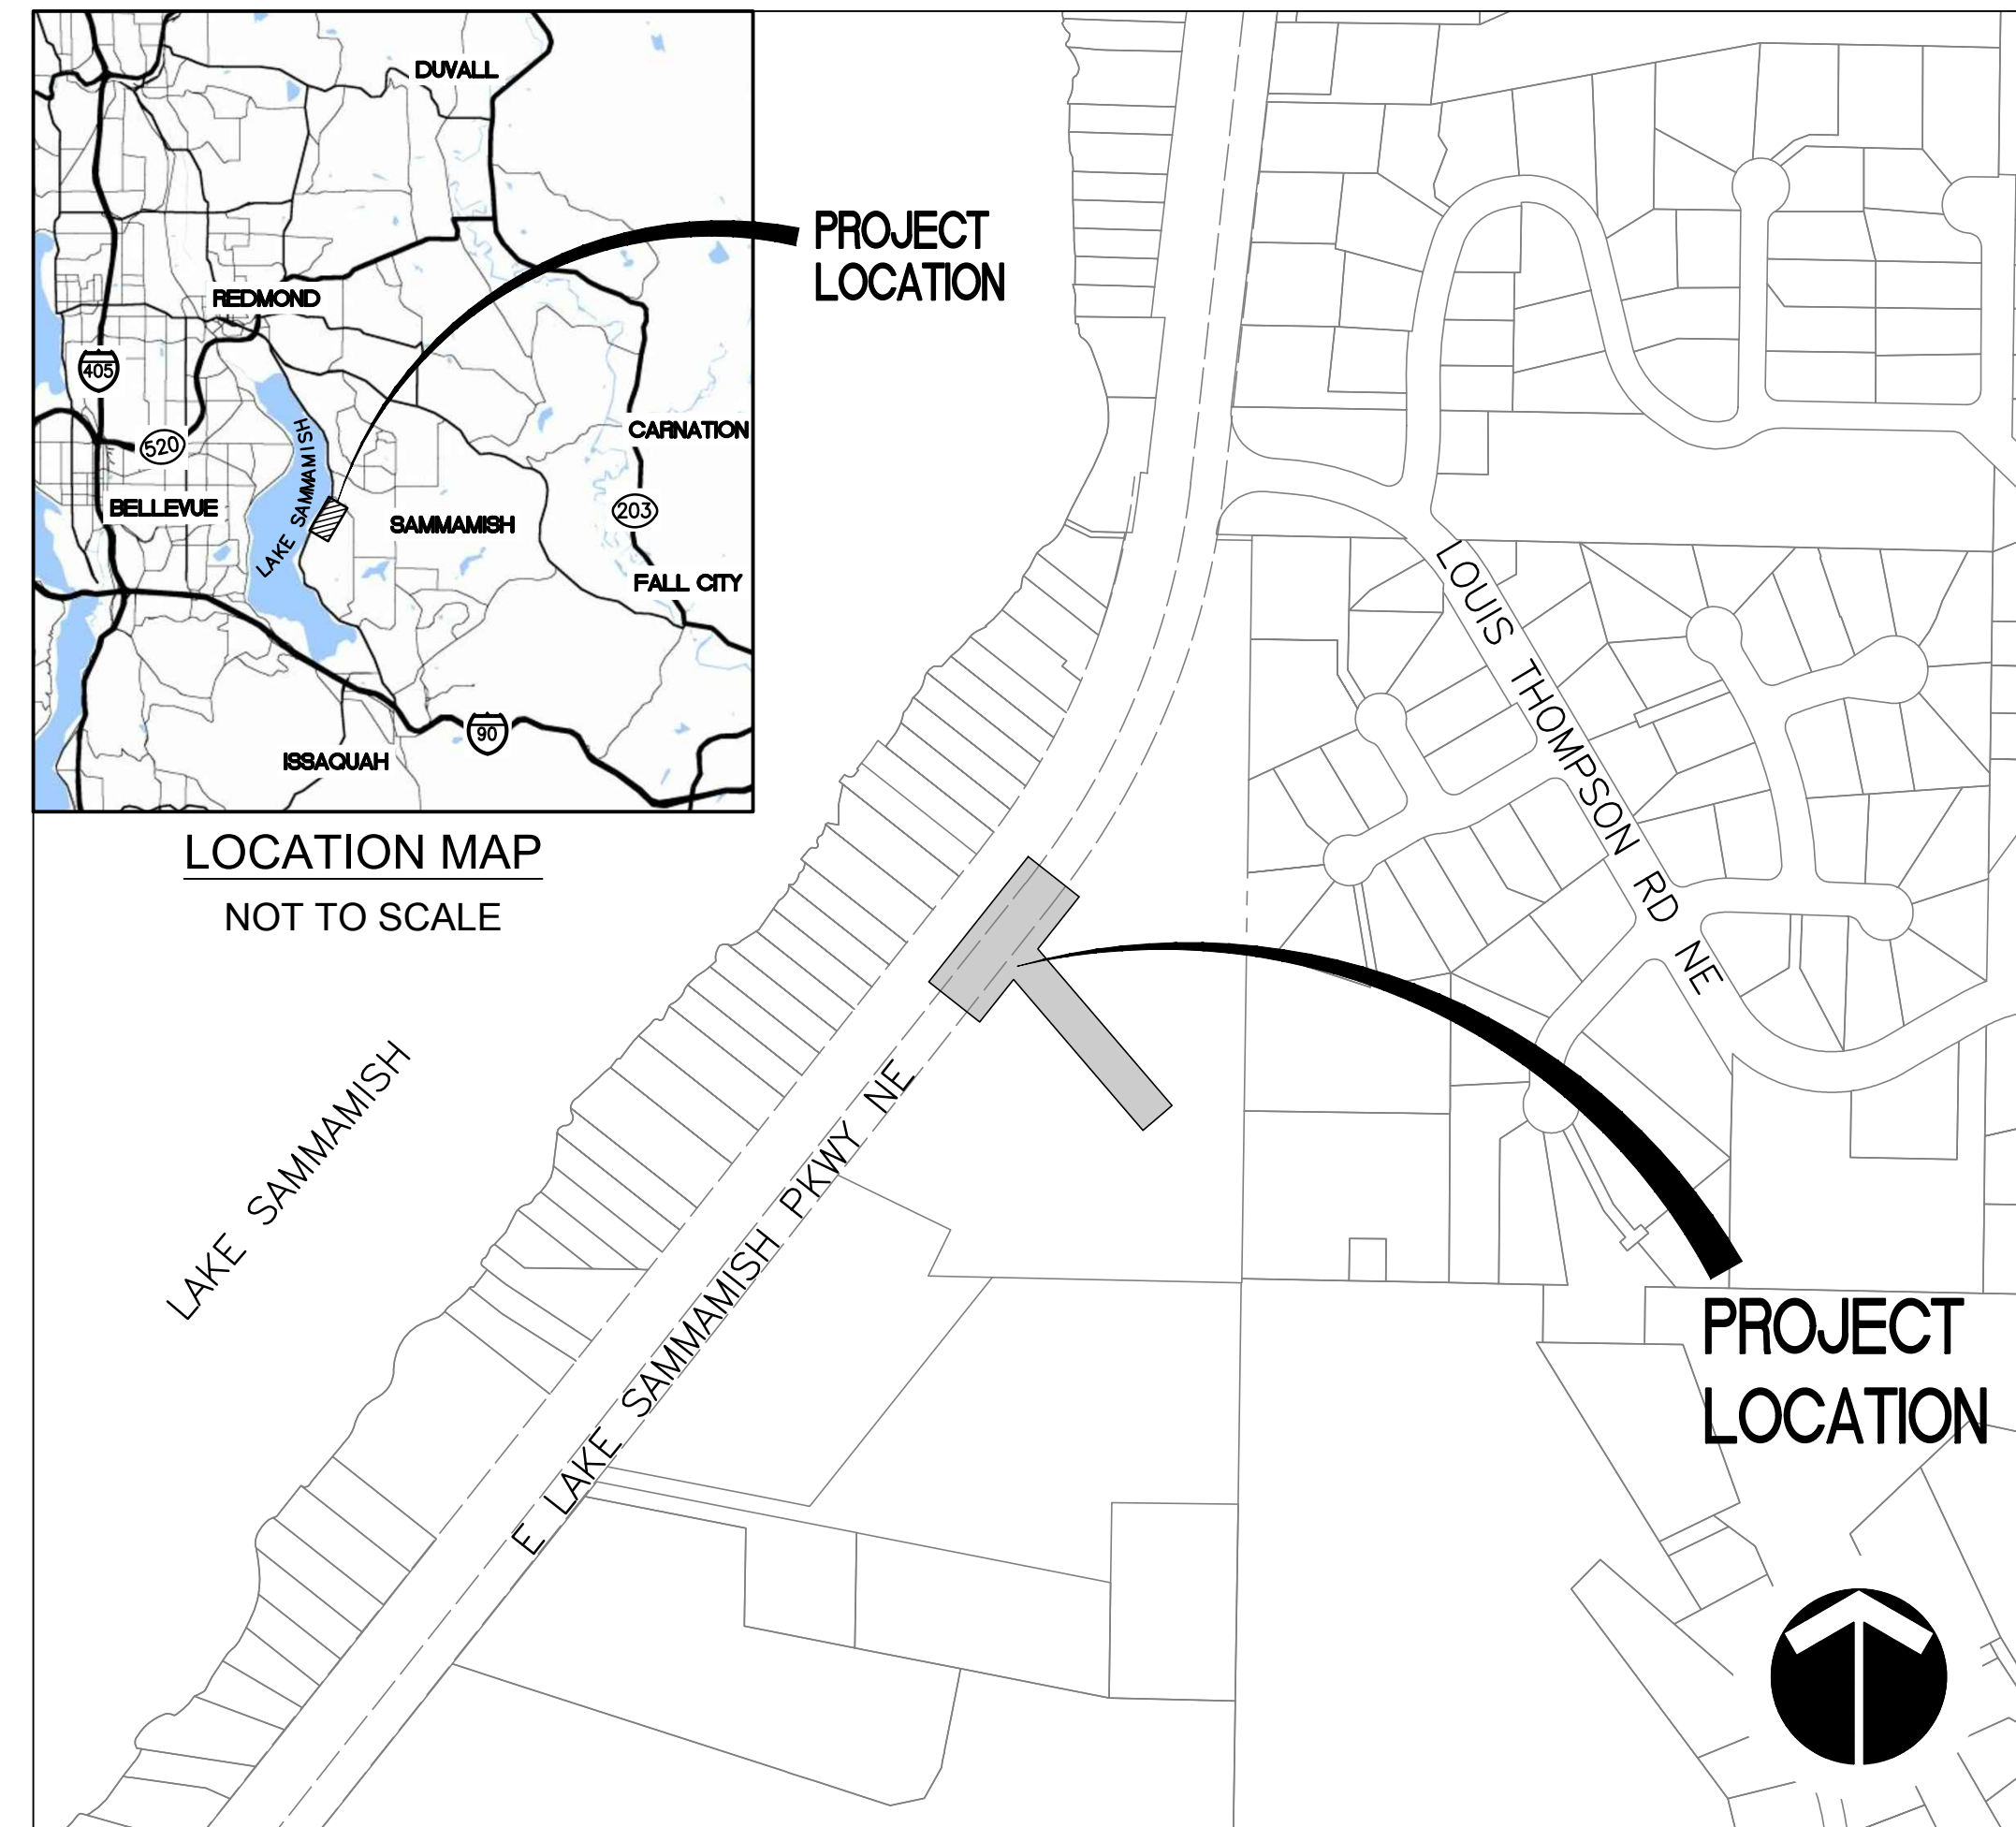 DUVALL
PROJECT
LOCATION
REDMOND
405
520
CARNATION
LAKE SAMMAMISH
BELLEVUE
SAMMAMISH
203
FALL CITY
90
ISSAQUAH
LOCATION MAP
NOT TO SCALE
LOUIS THOMPSON RD NE
LAKE SAMMAMISH
E LAKE SAMMAMISH PKWY NE
PROJECT
LOCATION